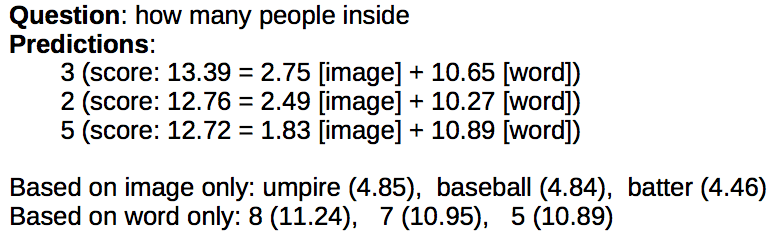 Question: how many people inside
Predictions:
3 (score: 13.39 = 2.75 [image] + 10.65 [word])
2 (score: 12.76 = 2.49 [image] + 10.27 [word])
5 (score: 12.72 = 1.83 [image] + 10.89 [word])
Based on image only: umpire (4.85), baseball (4.84), batter (4.46)
Based on word only: 8 (11.24), 7 (10.95), 5 (10.89)